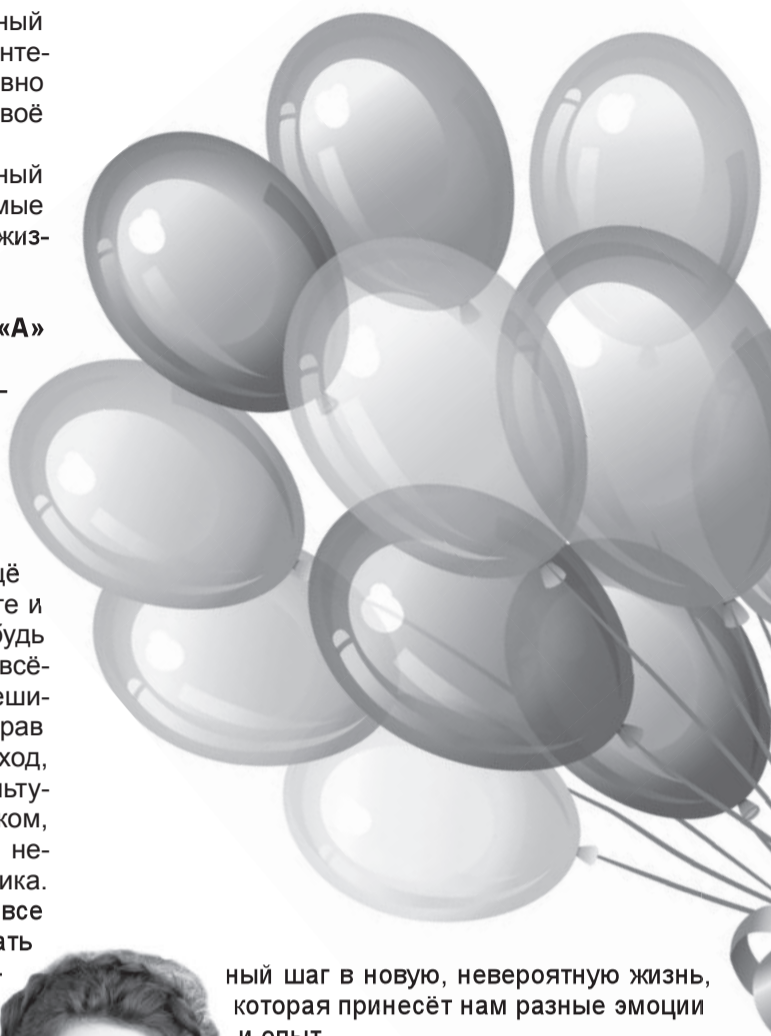 ный
нте-
вно
воё
ный
мые
жиз-
«А»
-
щё
те и
будь
всё-
еши-
рав
ход,
льту-
ком,
не-
ика.
все
ать
-
ный шаг в новую, невероятную жизнь,
которая принесёт нам разные эмоции
и опыт